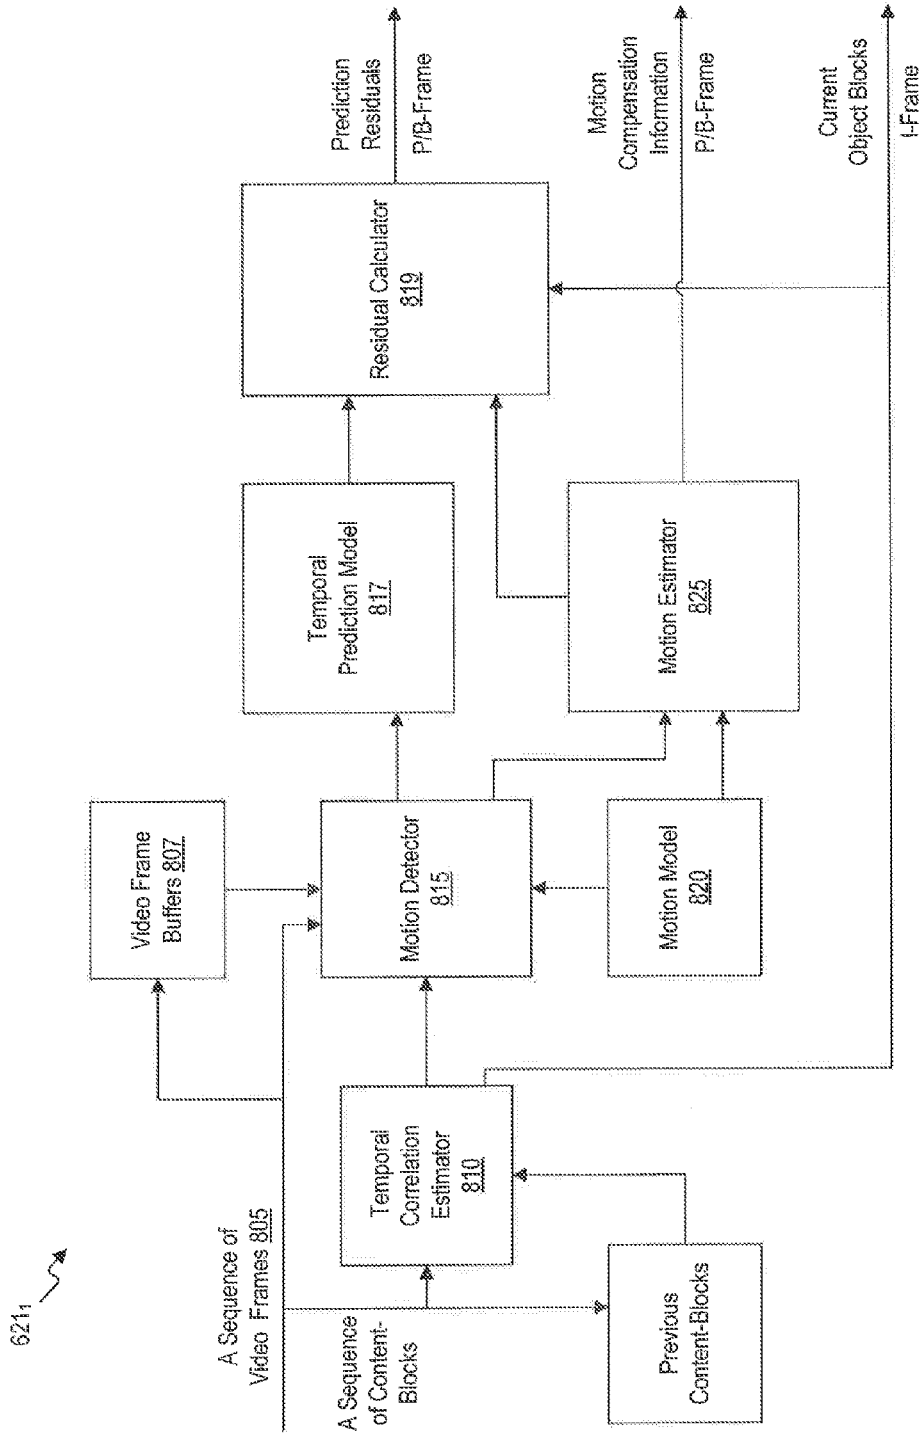 621₁
A Sequence of
Video Frames 805
Video Frame
Buffers 807
A Sequence
of Content-
Blocks
Temporal
Correlation
Estimator
810
Previous
Content-Blocks
Motion Detector
815
Motion Model
820
Temporal
Prediction Model
817
Motion Estimator
825
Residual Calculator
819
Prediction
Residuals
P/B-Frame
Motion
Compensation
Information
P/B-Frame
Current
Object Blocks
I-Frame